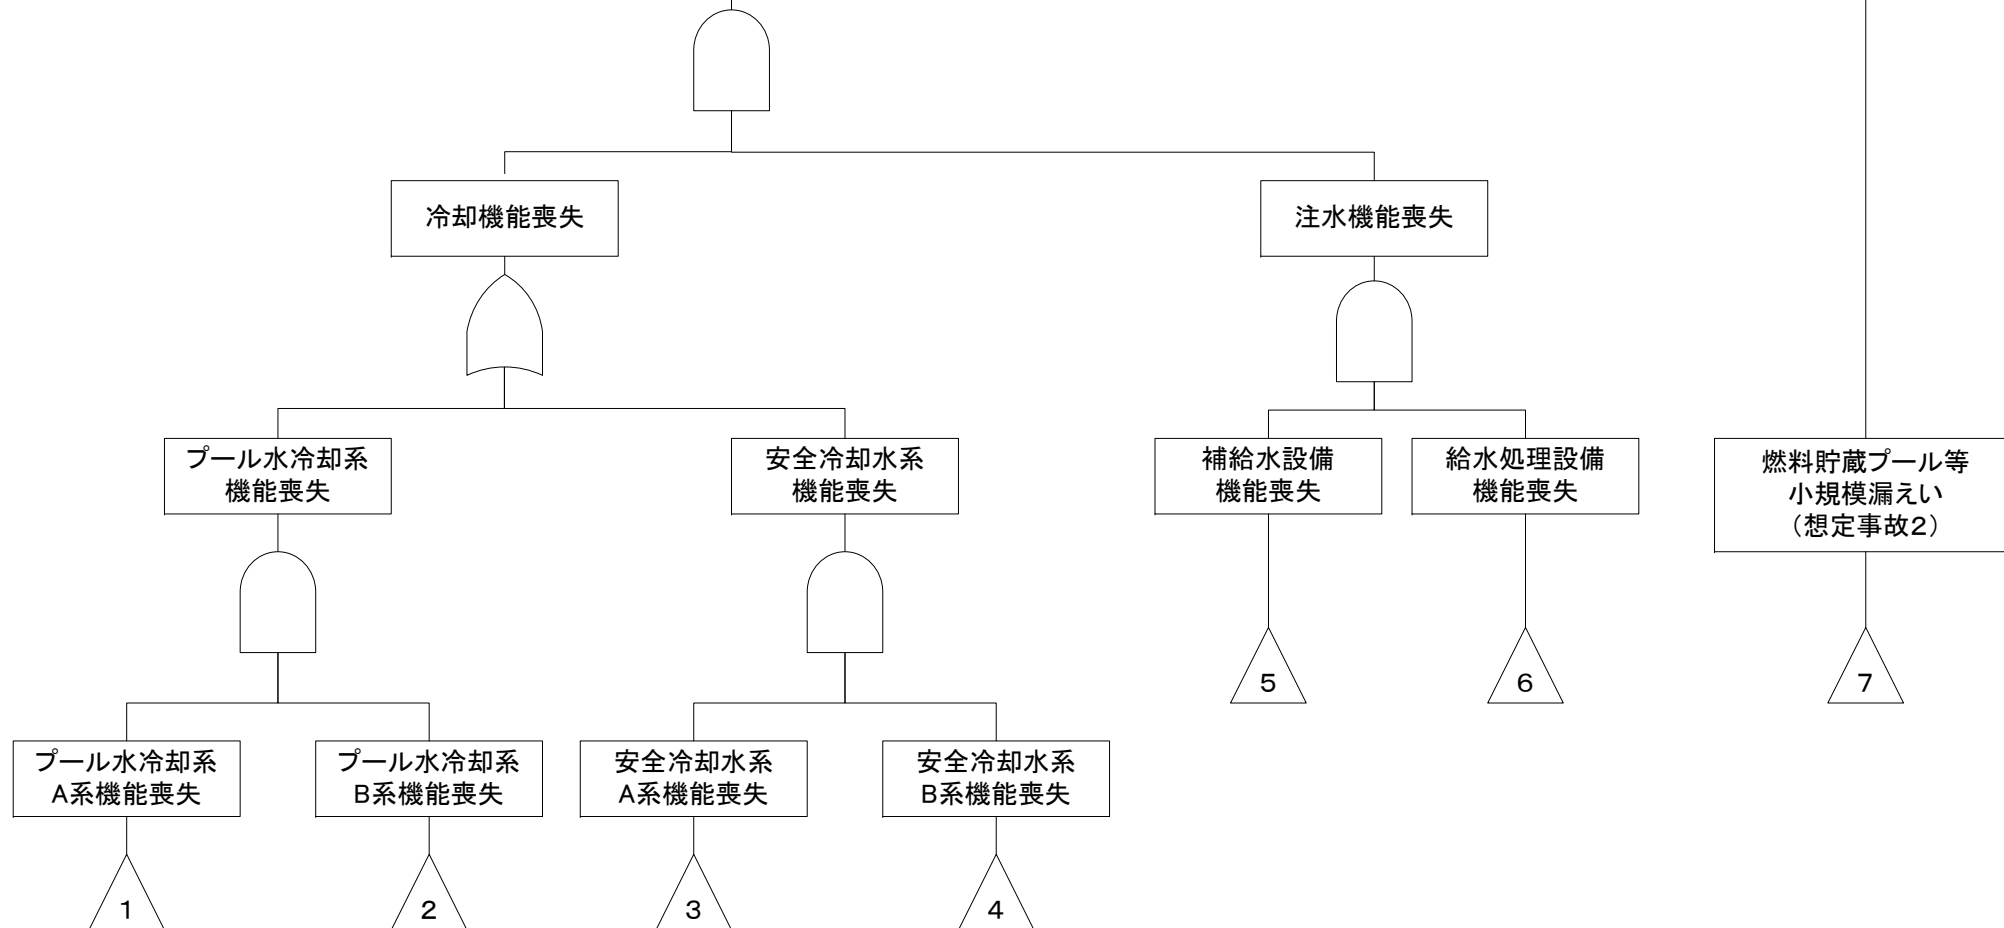 冷却機能喪失
注水機能喪失
プール水冷却系
機能喪失
安全冷却水系
機能喪失
補給水設備
機能喪失
給水処理設備
機能喪失
燃料貯蔵プール等
小規模漏えい
（想定事故2）
5
6
7
プール水冷却系
A系機能喪失
プール水冷却系
B系機能喪失
安全冷却水系
A系機能喪失
安全冷却水系
B系機能喪失
1
2
3
4